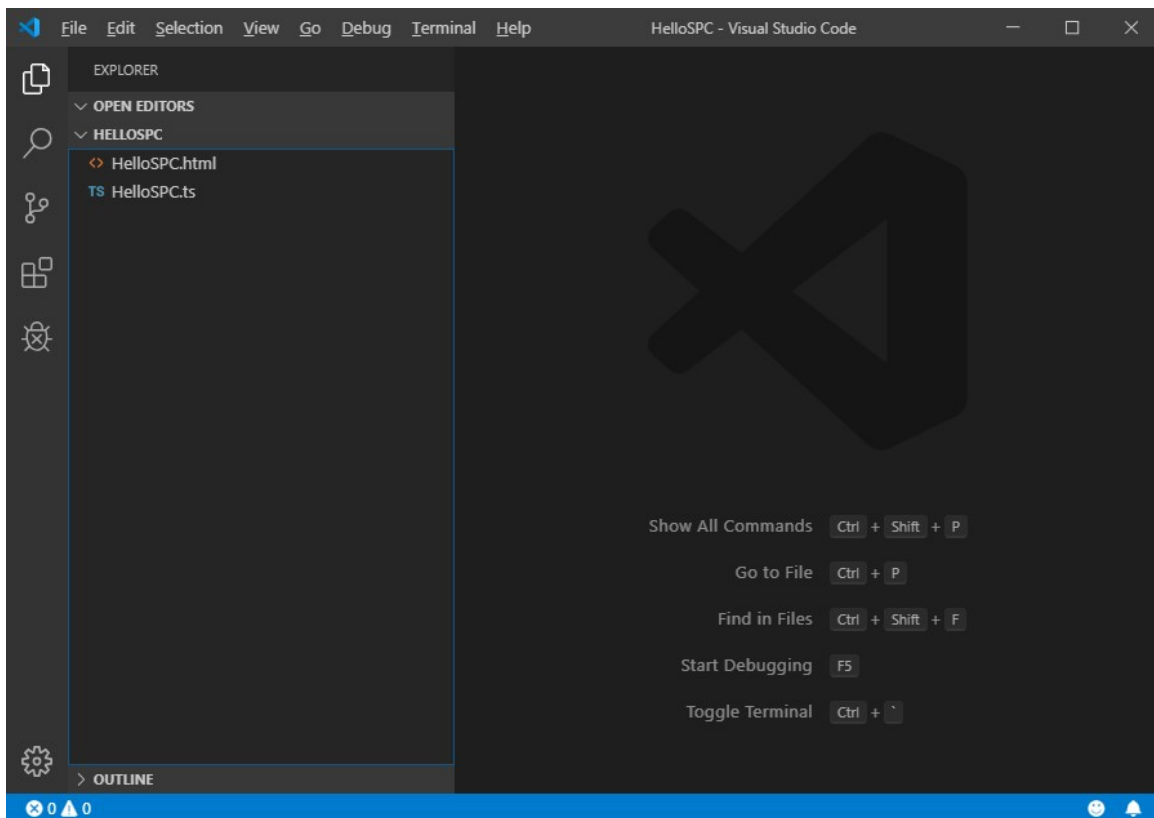 File Edit Selection View Go Debug Terminal Help HelloSPC - Visual Studio Code
EXPLORER
OPEN EDITORS
HELLOSPC
<> HelloSPC.html
TS HelloSPC.ts
Show All Commands Ctrl + Shift + P
Go to File Ctrl + P
Find in Files Ctrl + Shift + F
Start Debugging F5
Toggle Terminal Ctrl + `
OUTLINE
0 0